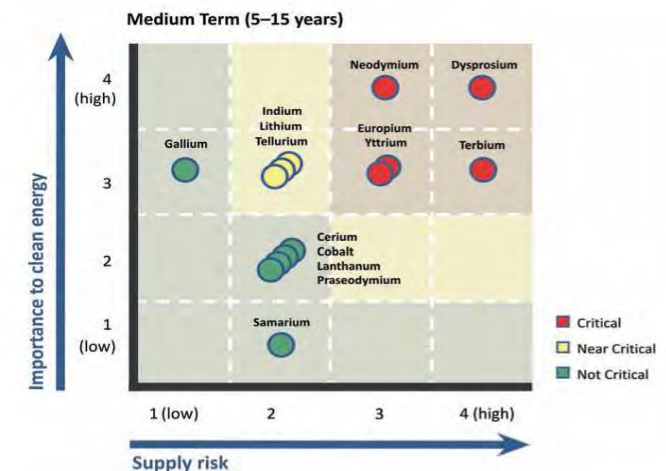 Medium Term (5–15 years)
Importance to clean energy
4
(high)
3
2
1
(low)
Neodymium
Dysprosium
Indium
Lithium
Tellurium
Gallium
Europium
Yttrium
Terbium
Cerium
Cobalt
Lanthanum
Praseodymium
Samarium
Critical
Near Critical
Not Critical
1 (low)
2
3
4 (high)
Supply risk